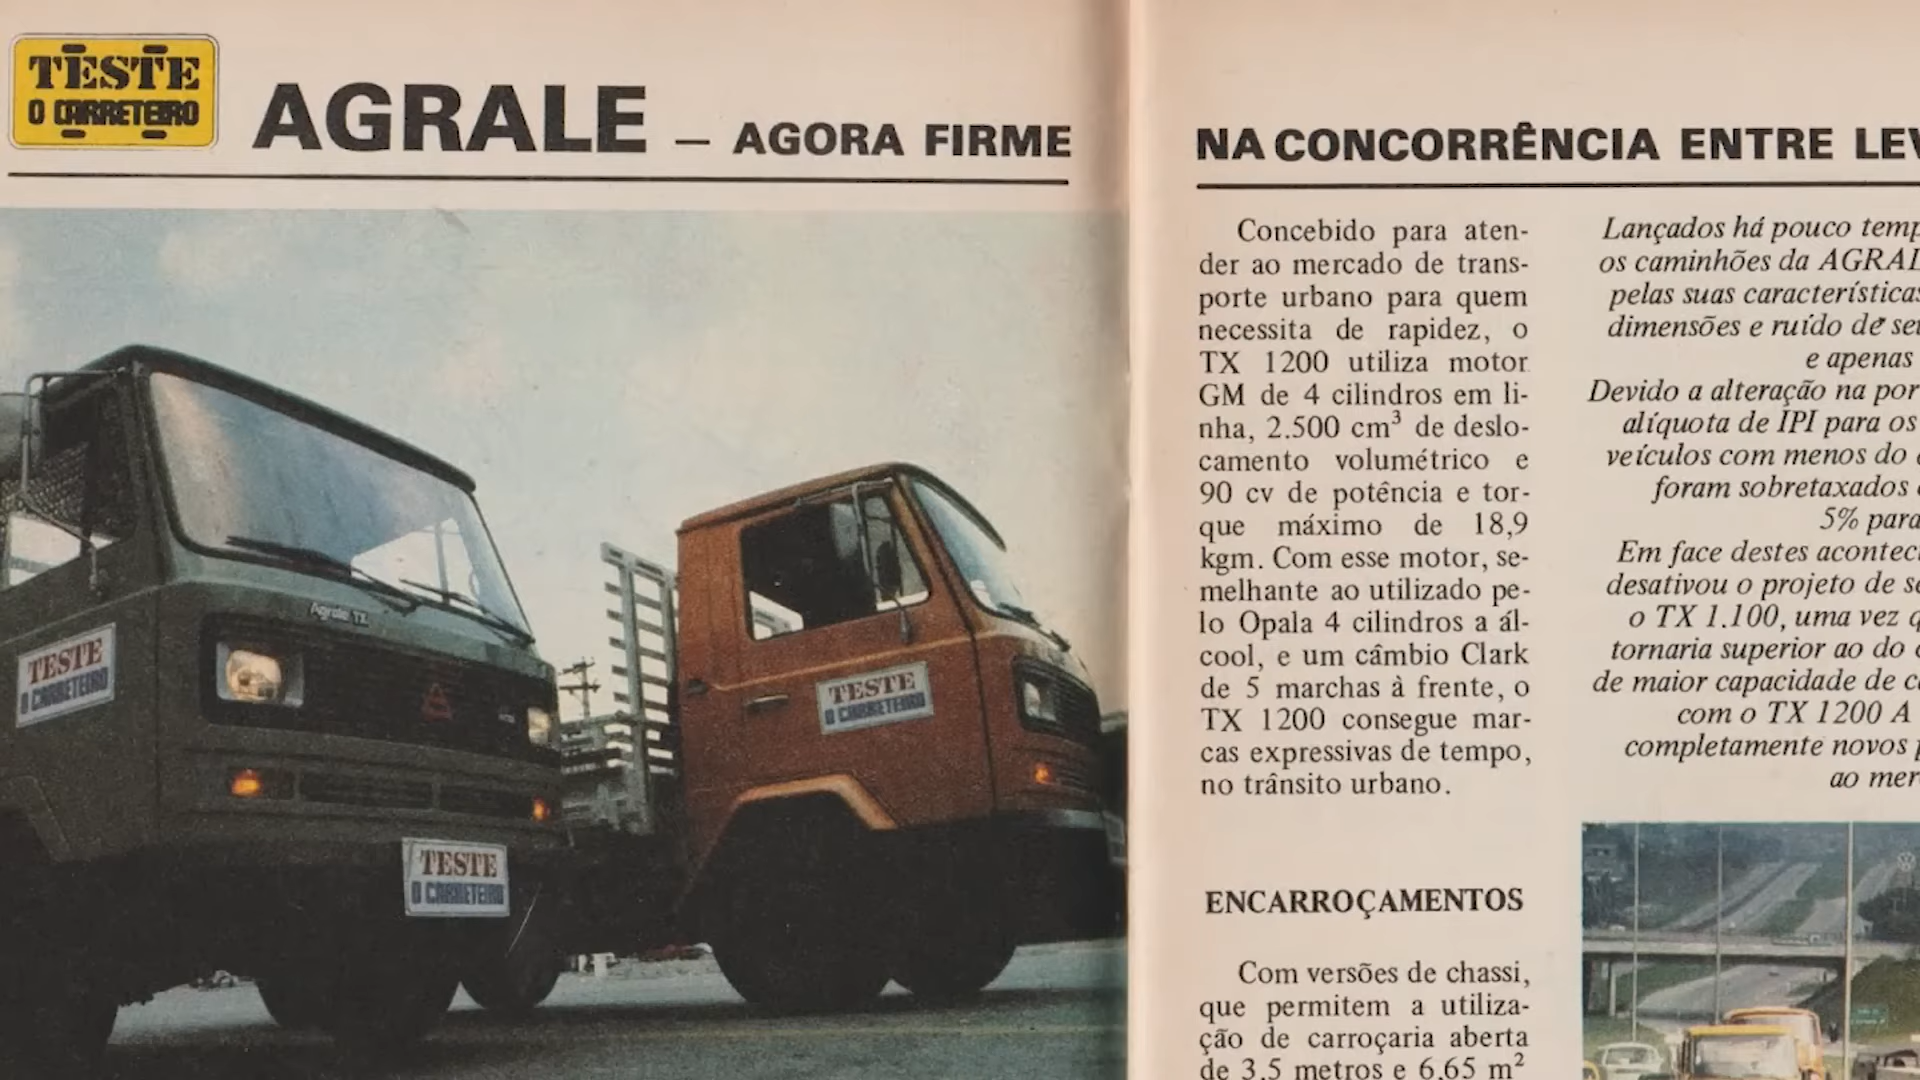 TESTE
O CARRETEIRO
AGRALE — AGORA FIRME
NA CONCORRÊNCIA ENTRE
Agrale TX
TESTE
O CARRETEIRO
TESTE
O CARRETEIRO
TESTE
O CARRETEIRO
Concebido para aten-
der ao mercado de trans-
porte urbano para quem
necessita de rapidez, o
TX 1200 utiliza motor
GM de 4 cilindros em li-
nha, 2.500 cm³ de deslo-
camento volumétrico e
90 cv de potência e tor-
que máximo de 18,9
kgm. Com esse motor, se-
melhante ao utilizado pe-
lo Opala 4 cilindros a ál-
cool, e um câmbio Clark
de 5 marchas à frente, o
TX 1200 consegue mar-
cas expressivas de tempo,
no trânsito urbano.
ENCARROÇAMENTOS
Com versões de chassi,
que permitem a utiliza-
ção de carroçaria aberta
de 3,5 metros e 6,65 m²
Lançados há pouco
os caminhões da
pelas suas
dimensões e ruído de
e apenas
Devido a alteração na
alíquota de IPI para os
veículos com menos do
foram sobretaxados
5% para
Em face destes
desativou o projeto de
o TX 1.100, uma vez
tornaria superior ao do
de maior capacidade de
com o TX 1200 A
completamente novos
ao